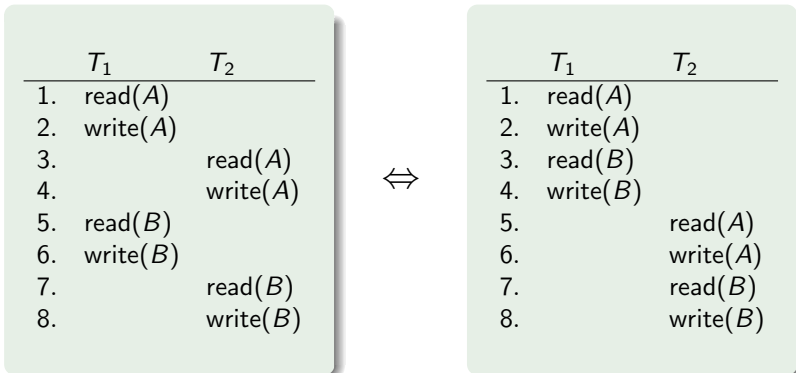 T1 T2
1. read(A)
2. write(A)
3. read(A)
4. write(A)
5. read(B)
6. write(B)
7. read(B)
8. write(B)
⇔
T1 T2
1. read(A)
2. write(A)
3. read(B)
4. write(B)
5. read(A)
6. write(A)
7. read(B)
8. write(B)